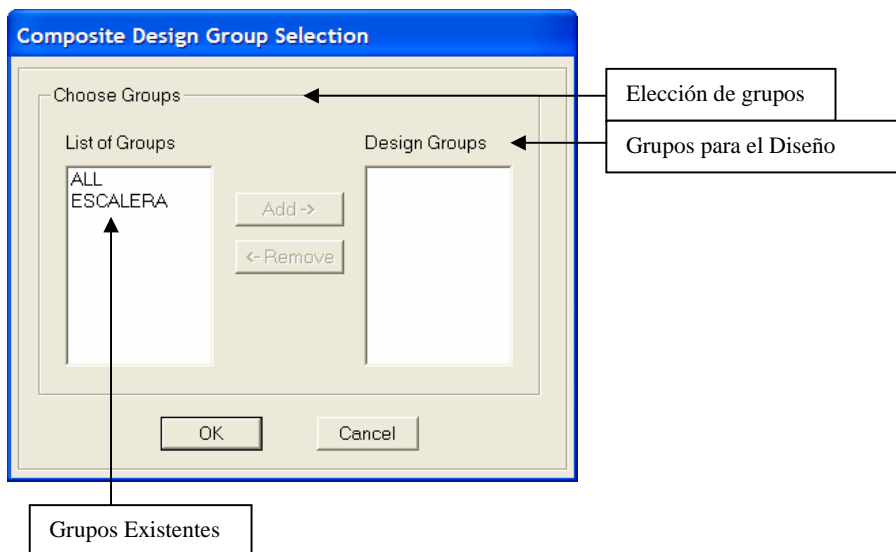 Composite Design Group Selection
Choose Groups
Elección de grupos
List of Groups
Design Groups
Grupos para el Diseño
ALL
ESCALERA
Add ->
<- Remove
OK
Cancel
Grupos Existentes